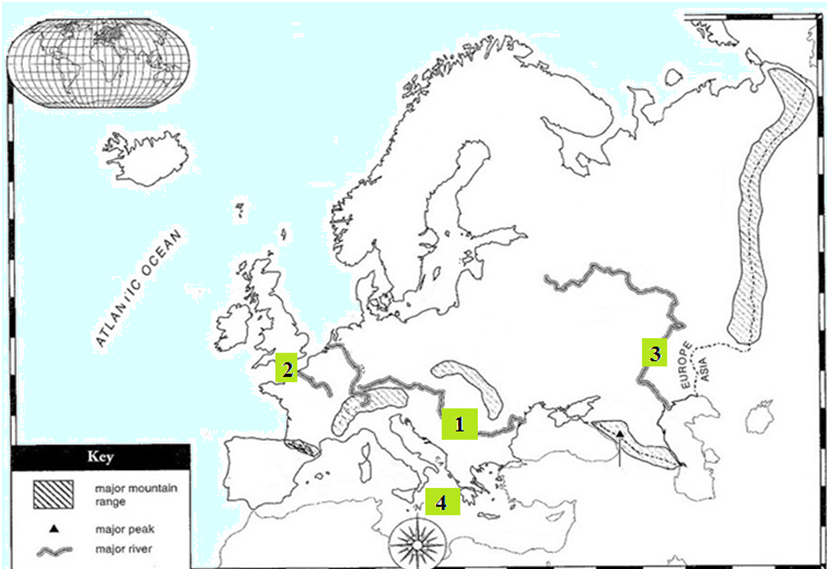 ATLANTIC OCEAN
2
3
EUROPE
ASIA
1
4
N
Key
major mountain
range
major peak
major river